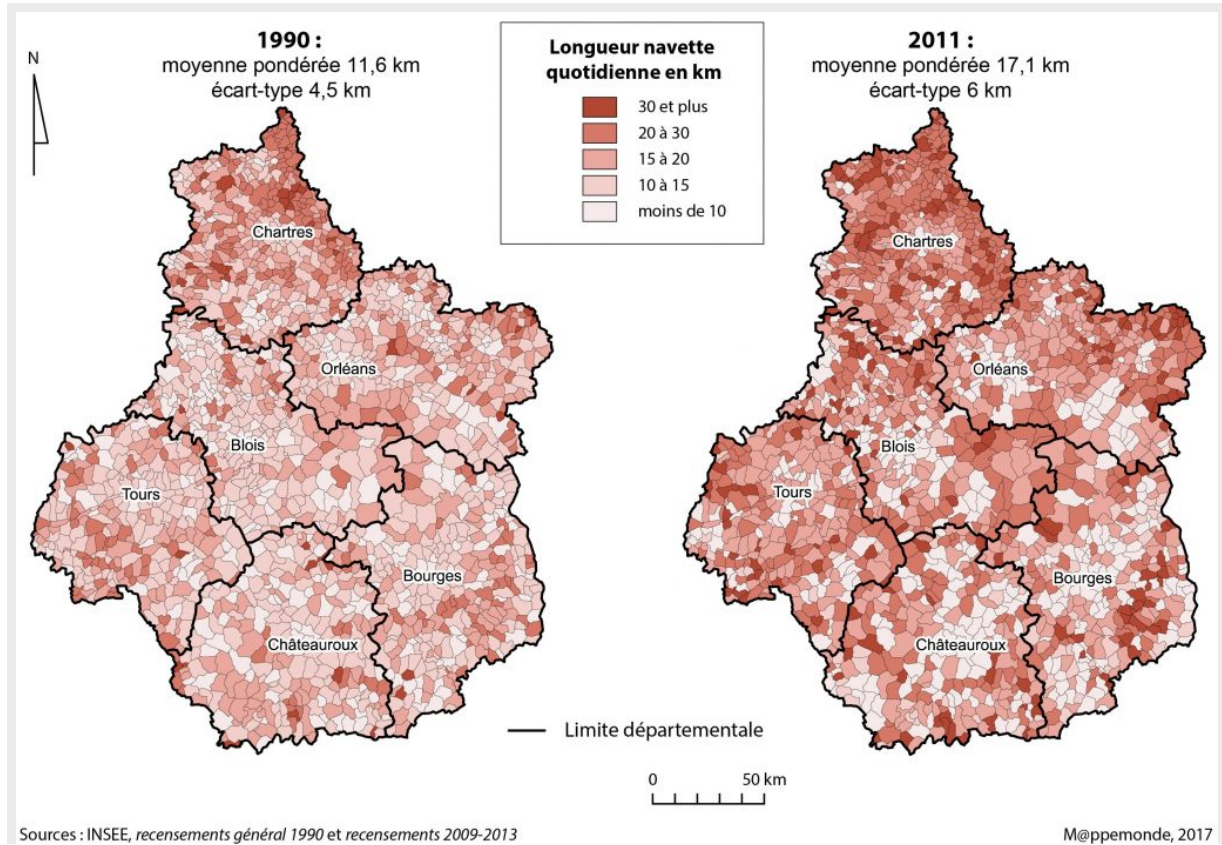 1990 :
moyenne pondérée 11,6 km
écart-type 4,5 km
N
Longueur navette
quotidienne en km
30 et plus
20 à 30
15 à 20
10 à 15
moins de 10
2011 :
moyenne pondérée 17,1 km
écart-type 6 km
Chartres
Orléans
Blois
Tours
Bourges
Châteauroux
Chartres
Orléans
Blois
Tours
Bourges
Châteauroux
Limite départementale
0 50 km
Sources : INSEE, recensements général 1990 et recensements 2009-2013
M@ppemonde, 2017